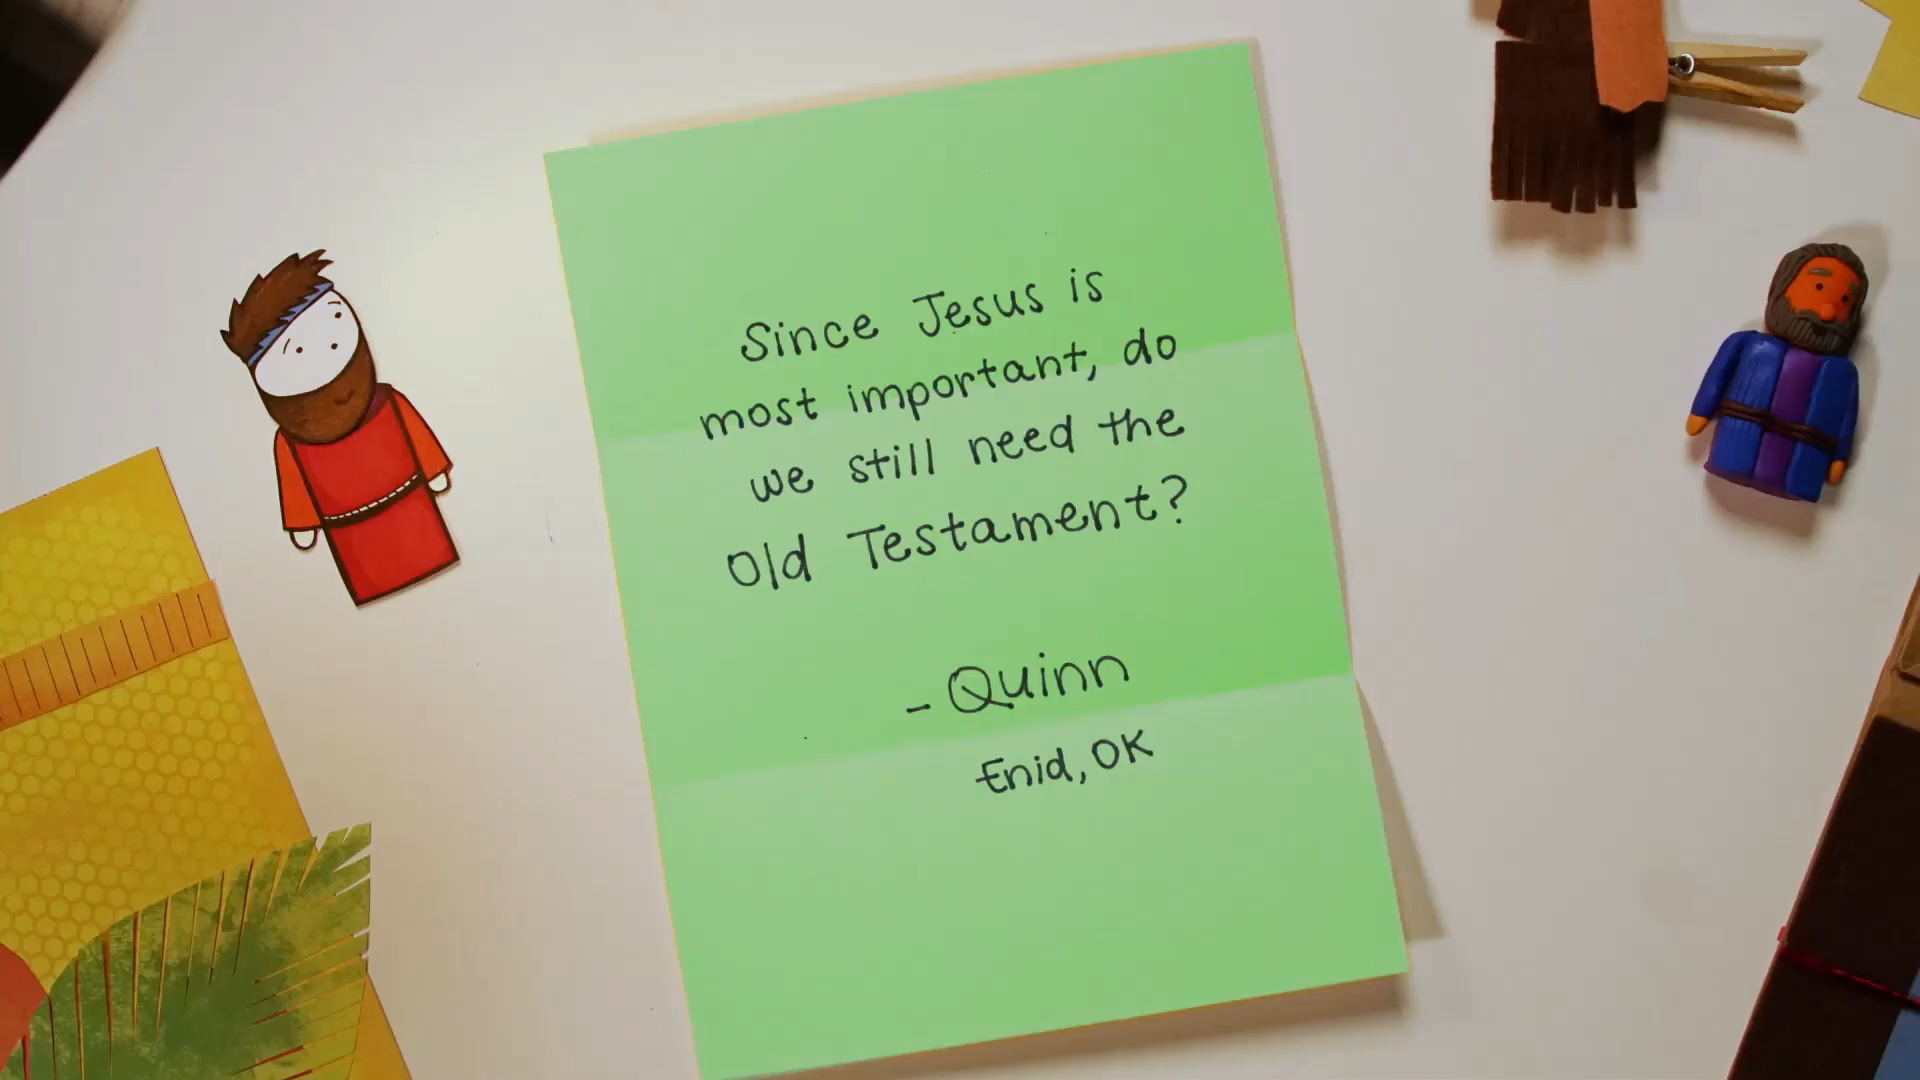 Since Jesus is
most important, do
we still need the
Old Testament?
- Quinn
Enid, OK